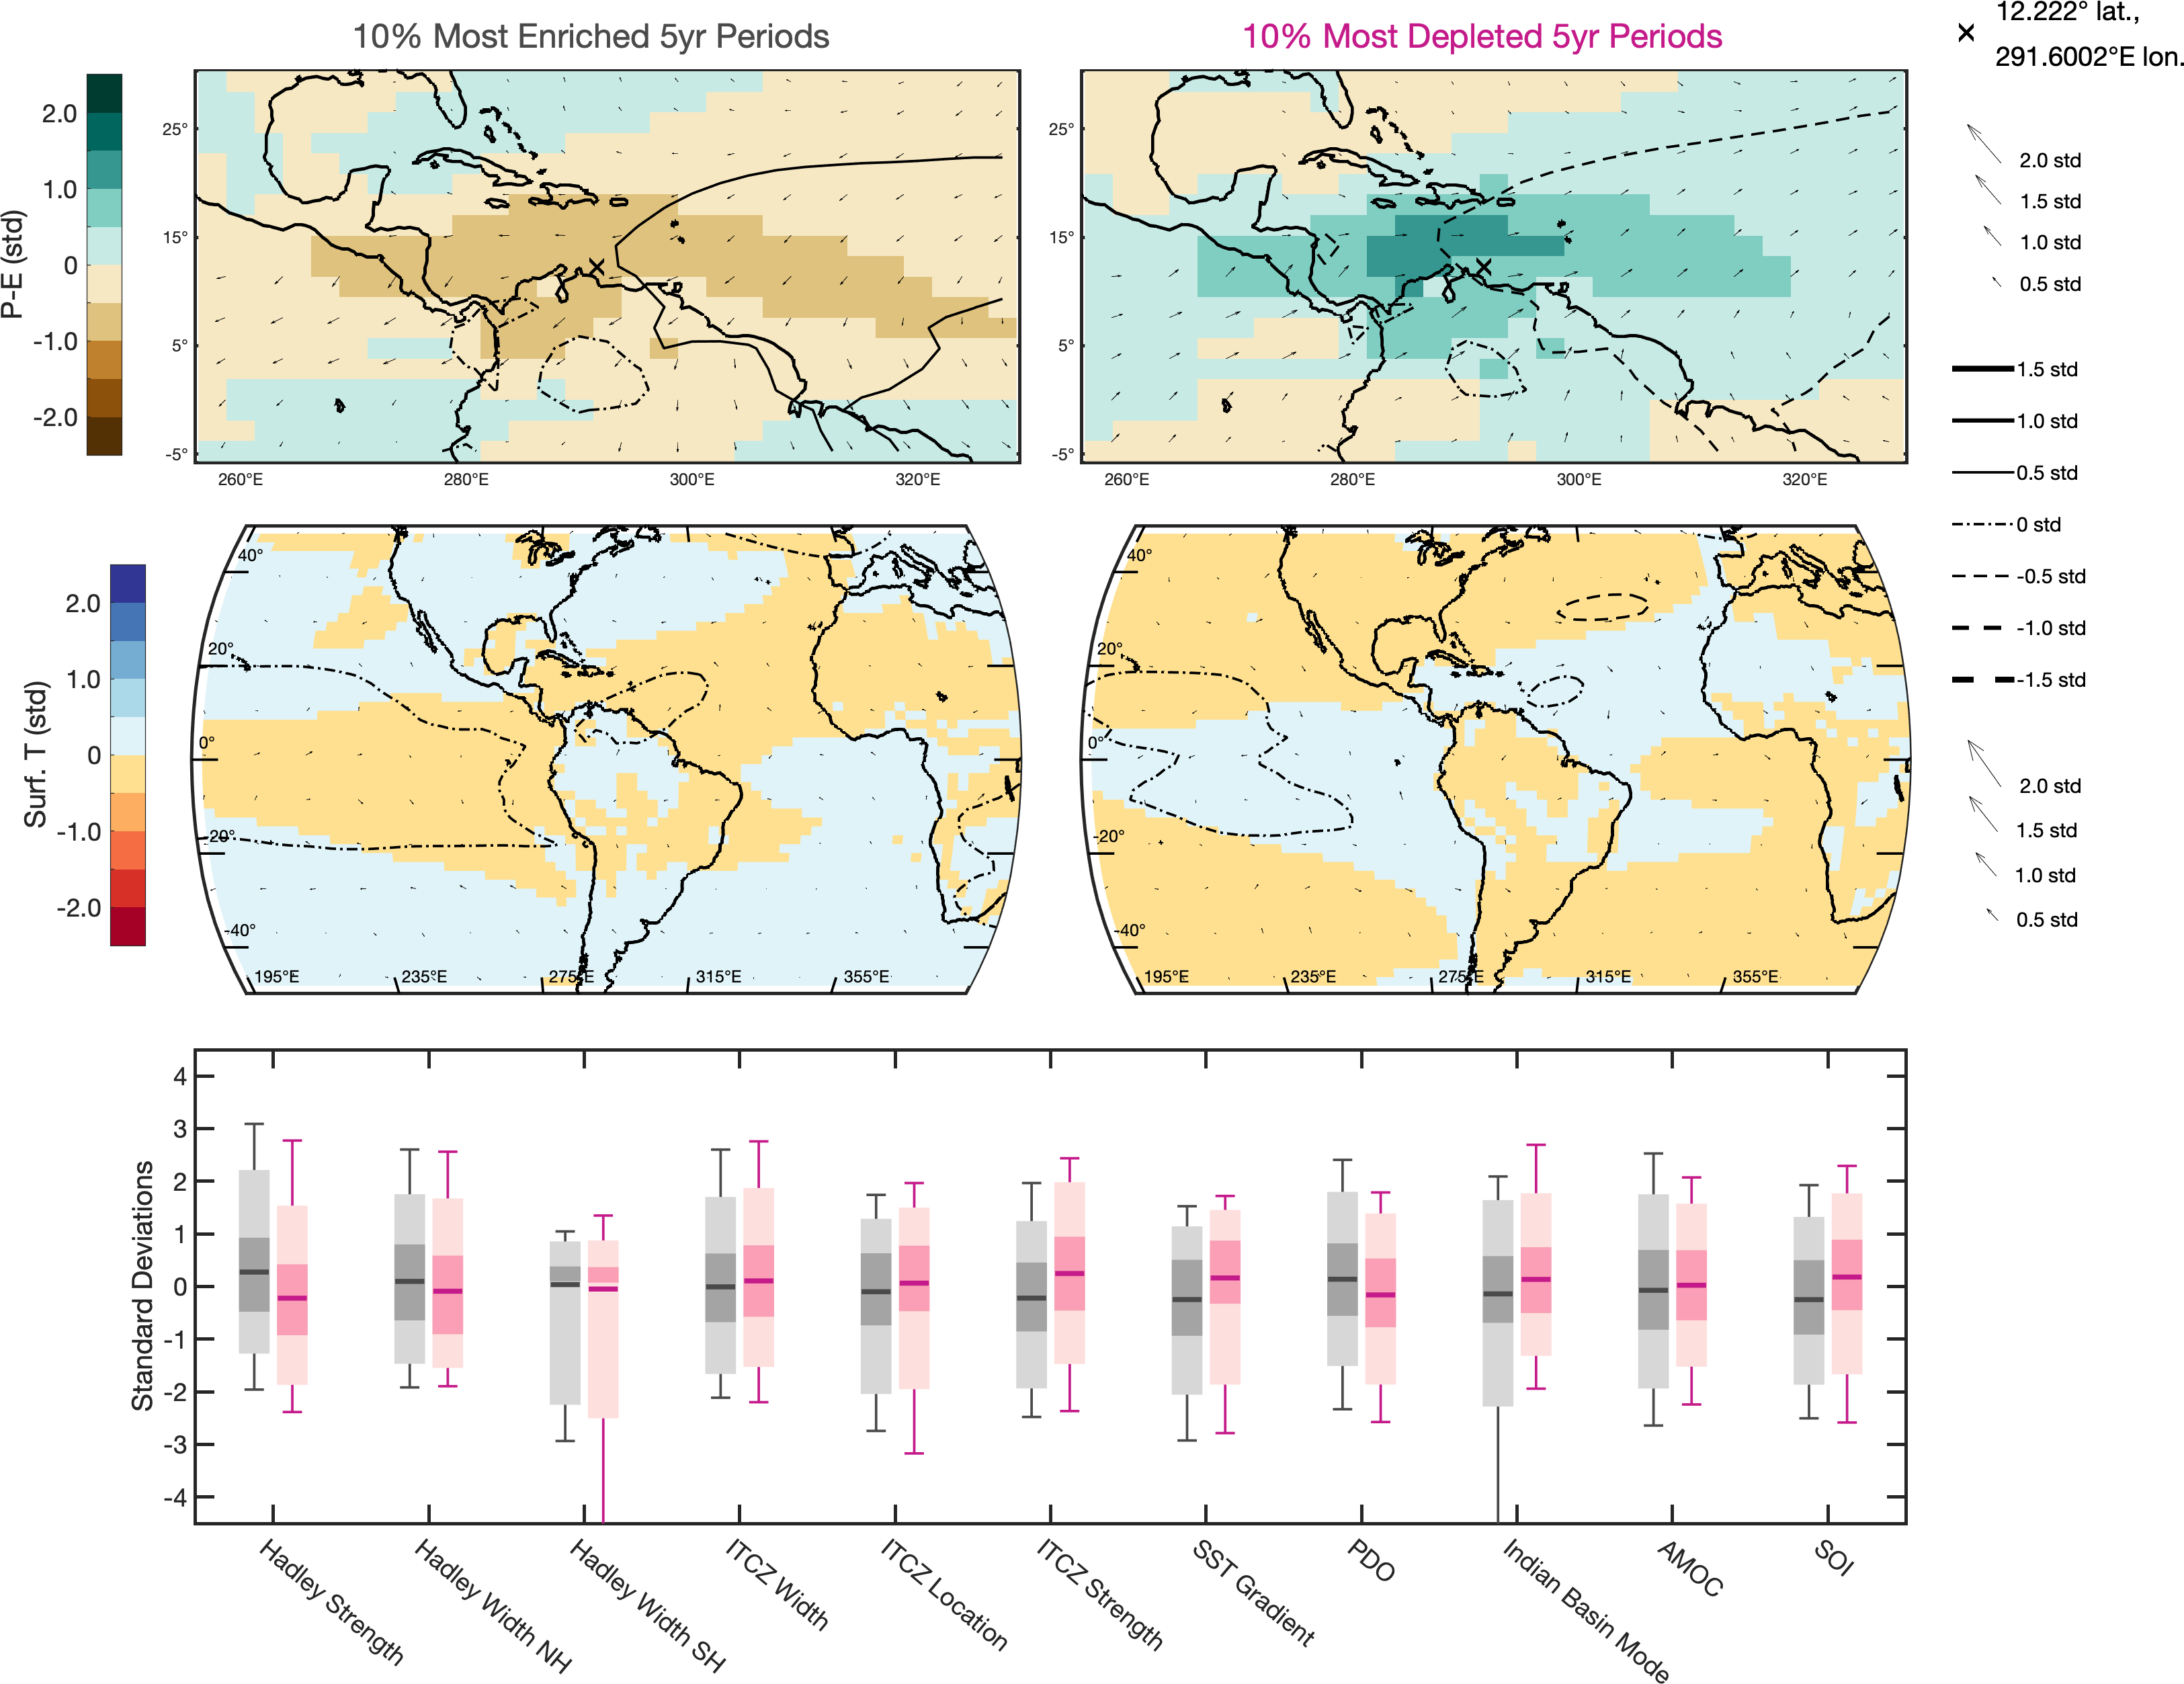 10% Most Enriched 5yr Periods
10% Most Depleted 5yr Periods
12.222° lat.,
291.6002°E lon.
P-E (std)
2.0
1.0
0
-1.0
-2.0
25°
15°
5°
-5°
260°E
280°E
300°E
320°E
25°
15°
5°
-5°
260°E
280°E
300°E
320°E
2.0 std
1.5 std
1.0 std
0.5 std
1.5 std
1.0 std
0.5 std
0 std
-0.5 std
-1.0 std
-1.5 std
Surf. T (std)
2.0
1.0
0
-1.0
-2.0
40°
20°
0°
-20°
-40°
195°E
235°E
275°E
315°E
355°E
40°
20°
0°
-20°
-40°
195°E
235°E
275°E
315°E
355°E
2.0 std
1.5 std
1.0 std
0.5 std
Standard Deviations
4
3
2
1
0
-1
-2
-3
-4
Hadley Strength
Hadley Width NH
Hadley Width SH
ITCZ Width
ITCZ Location
ITCZ Strength
SST Gradient
PDO
Indian Basin Mode
AMOC
SOI